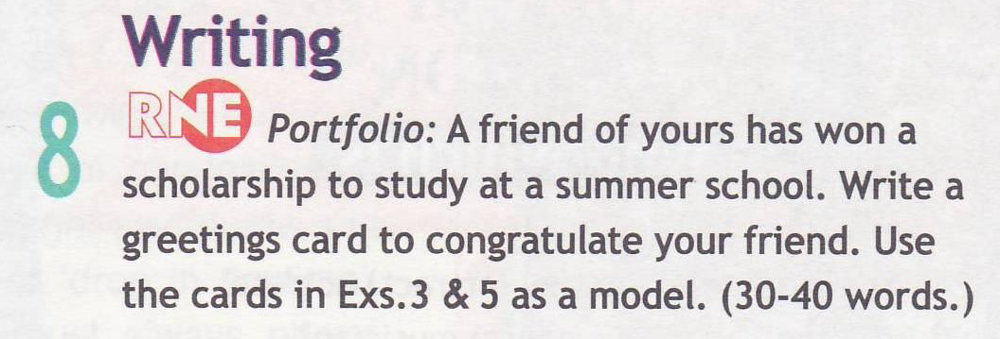 Writing
8 RNE Portfolio: A friend of yours has won a
scholarship to study at a summer school. Write a
greetings card to congratulate your friend. Use
the cards in Exs.3 & 5 as a model. (30-40 words.)